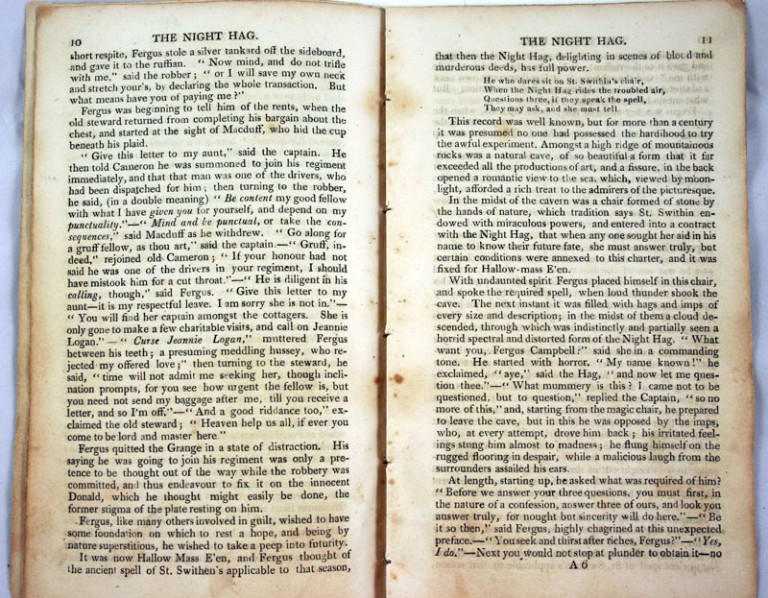 10
THE NIGHT HAG.
short respite, Fergus stole a silver tankard off the sideboard,
and gave it to the ruffian. " Now mind, and do not trifle
with me," said the robber ; " or I will save my own neck
and stretch your's, by declaring the whole transaction. But
what means have you of paying me ?"
Fergus was beginning to tell him of the rents, when the
old steward returned from completing his bargain about the
chest, and started at the sight of Macduff, who hid the cup
beneath his plaid.
" Give this letter to my aunt," said the captain. He
then told Cameron he was summoned to join his regiment
immediately, and that that man was one of the drivers, who
had been dispatched for him ; then turning to the robber,
he said, (in a double meaning) " Be content my good fellow
with what I have given you for yourself, and depend on my
punctuality."—" Mind and be punctual, or take the con-
sequences," said Macduff as he withdrew. " Go along for
a gruff fellow, as thou art," said the captain.—" Gruff, in-
deed," rejoined old Cameron ; " If your honour had not
said he was one of the drivers in your regiment, I should
have mistook him for a cut throat."—" He is diligent in his
calling, though," said Fergus. " Give this letter to my
aunt—it is my respectful leave. I am sorry she is not in."—
" You will find her captain amongst the cottagers. She is
only gone to make a few charitable visits, and call on Jeannie
Logan."—" Curse Jeannie Logan," muttered Fergus
between his teeth ; a presuming meddling hussey, who re-
jected my offered love ;" then turning to the steward, he
said, " time will not admit me seeking her, though incli-
nation prompts, for you see how urgent the fellow is, but
you need not send my baggage after me, till you receive a
letter, and so I'm off."—" And a good riddance too," ex-
claimed the old steward ; " Heaven help us all, if ever you
come to be lord and master here."
Fergus quitted the Grange in a state of distraction. His
saying he was going to join his regiment was only a pre-
tence to be thought out of the way while the robbery was
committed, and thus endeavour to fix it on the innocent
Donald, which he thought might easily be done, the
former stigma of the plate resting on him.
Fergus, like many others involved in guilt, wished to have
some foundation on which to rest a hope, and being by
nature superstitious, he wished to take a peep into futurity.
It was now Hallow Mass E'en, and Fergus thought of
the ancient spell of St. Swithen's applicable to that season,
THE NIGHT HAG.
11
that then the Night Hag, delighting in scenes of blood and
murderous deeds, has full power.
He who dares sit on St. Swithin's chair,
When the Night Hag rides the troubled air,
Questions three, if they speak the spell,
They may ask, and she must tell.
This record was well known, but for more than a century
it was presumed no one had possessed the hardihood to try
the awful experiment. Amongst a high ridge of mountainous
rocks was a natural cave, of so beautiful a form that it far
exceeded all the productions of art, and a fissure, in the back
opened a romantic view to the sea, which, viewed by moon-
light, afforded a rich treat to the admirers of the picturesque.
In the midst of the cavern was a chair formed of stone by
the hands of nature, which tradition says St. Swithin en-
dowed with miraculous powers, and entered into a contract
with the Night Hag, that when any one sought her aid in his
name to know their future fate, she must answer truly, but
certain conditions were annexed to this charter, and it was
fixed for Hallow-mass E'en.
With undaunted spirit Fergus placed himself in this chair,
and spoke the required spell, when loud thunder shook the
cave. The next instant it was filled with hags and imps of
every size and description; in the midst of them a cloud de-
scended, through which was indistinctly and partially seen a
horrid spectral and distorted form of the Night Hag. " What
want you, Fergus Campbell?" said she in a commanding
tone. He started with horror. " My name known!" he
exclaimed, " aye," said the Hag, " and now let me ques-
tion thee."—" What mummery is this ? I came not to be
questioned, but to question," replied the Captain, " so no
more of this," and, starting from the magic chair, he prepared
to leave the cave, but in this he was opposed by the imps,
who, at every attempt, drove him back ; his irritated feel-
ings stung him almost to madness ; he flung himself on the
rugged flooring in despair, while a malicious laugh from the
surrounders assailed his ears.
At length, starting up, he asked what was required of him?
" Before we answer your three questions, you must first, in
the nature of a confession, answer three of ours, and look you
answer truly, for nought but sincerity will do here."—" Be
it so then," said Fergus, highly chagrined at this unexpected
preface.—" You seek and thirst after riches, Fergus?"—" Yes,
I do."—Next you would not stop at plunder to obtain it—no
A 6